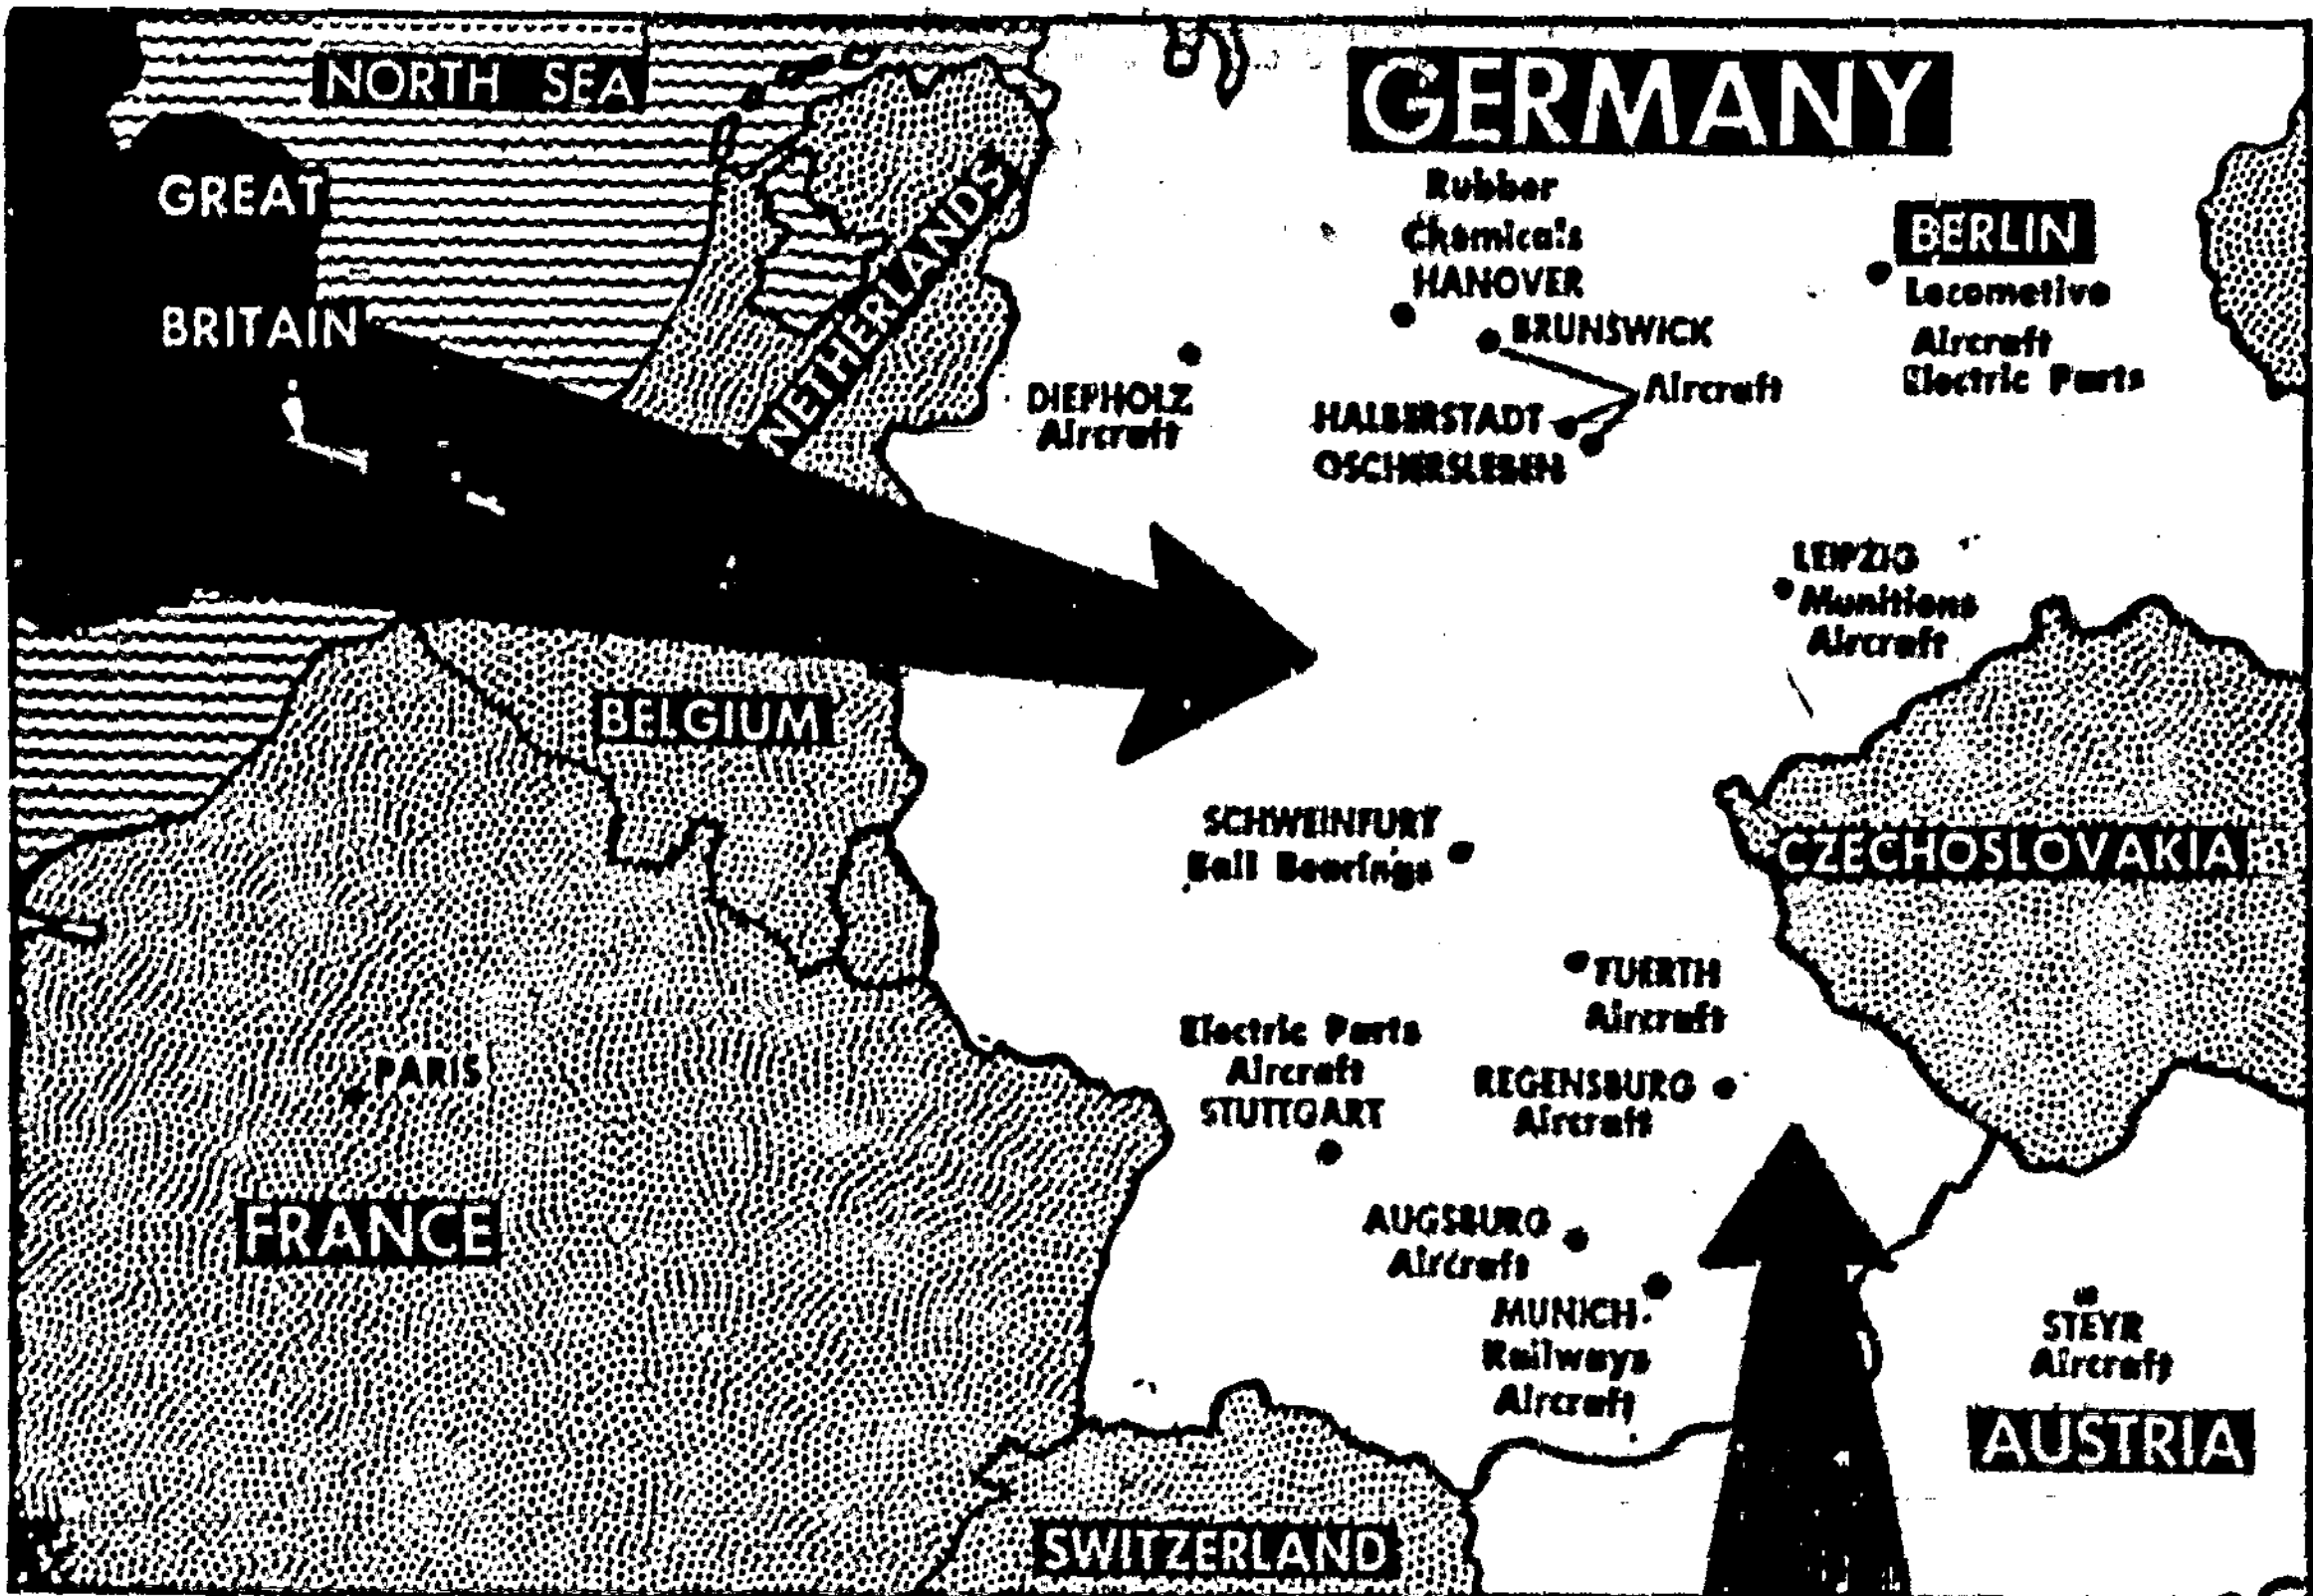 NORTH SEA
GERMANY
GREAT
BRITAIN
NETHERLANDS
Rubber
Chemicals
HANOVER
BERLIN
Locomotive
Aircraft
Electric Parts
BRUNSWICK
Aircraft
DIEPHOLZ
Aircraft
HALBERSTADT
OSCHERSLEBEN
LEIPZIG
Munitions
Aircraft
BELGIUM
SCHWEINFURT
Ball Bearings
CZECHOSLOVAKIA
FUERTH
Aircraft
Electric Parts
Aircraft
STUTTGART
REGENSBURG
Aircraft
PARIS
FRANCE
AUGSBURG
Aircraft
MUNICH
Railways
Aircraft
STEYR
Aircraft
AUSTRIA
SWITZERLAND